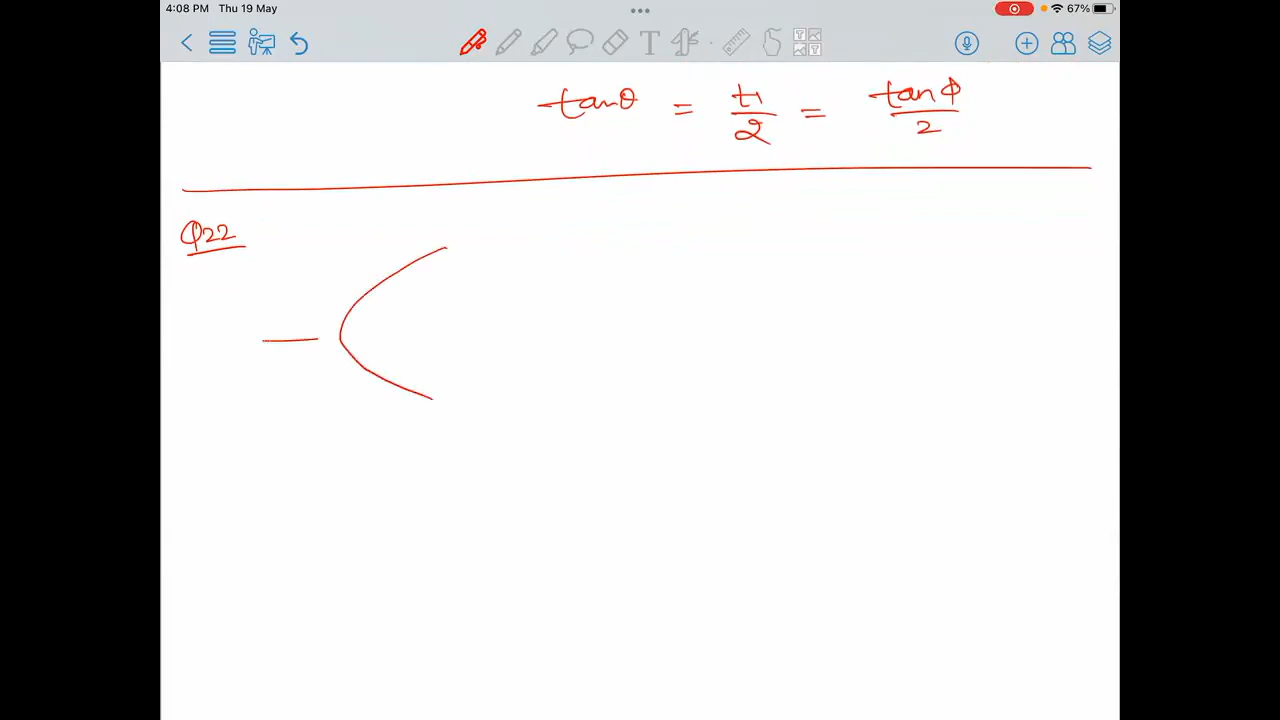 4:08 PM Thu 19 May
67%
T
tanθ = t₁/2 = tanϕ/2
Q22